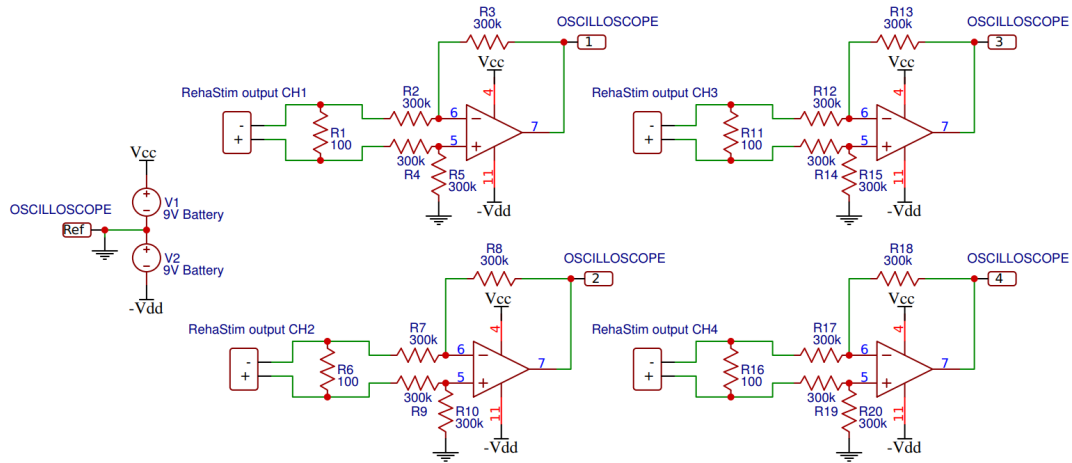 R3
300k
OSCILLOSCOPE
1
Vcc
4
RehaStim output CH1
R2
300k
-
+
R1
100
6
5
7
300k
R4
R5
300k
11
-Vdd
R13
300k
OSCILLOSCOPE
3
Vcc
4
RehaStim output CH3
R12
300k
-
+
R11
100
6
5
7
300k
R14
R15
300k
11
-Vdd
Vcc
V1
9V Battery
OSCILLOSCOPE
Ref
V2
9V Battery
-Vdd
R8
300k
OSCILLOSCOPE
2
Vcc
4
RehaStim output CH2
R7
300k
-
+
R6
100
6
5
7
300k
R9
R10
300k
11
-Vdd
R18
300k
OSCILLOSCOPE
4
Vcc
4
RehaStim output CH4
R17
300k
-
+
R16
100
6
5
7
300k
R19
R20
300k
11
-Vdd